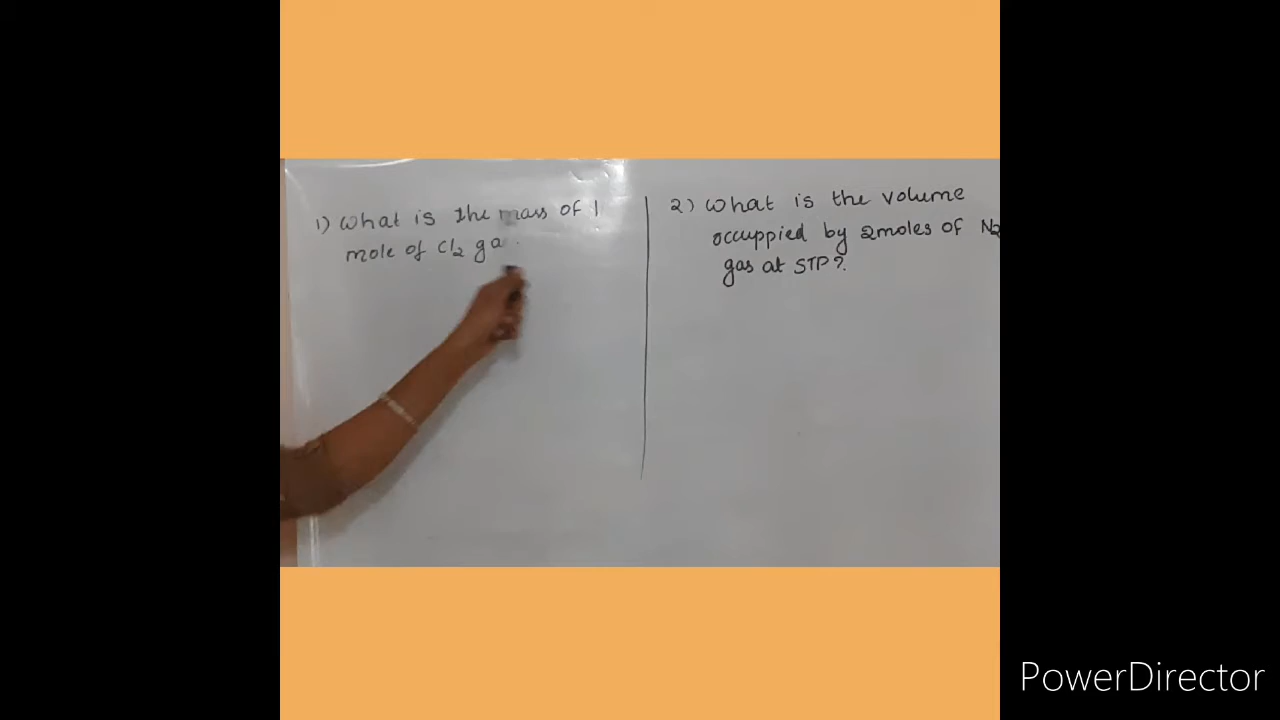 1) What is the mass of 1
mole of Cl2 ga
2) What is the volume
occuppied by 2moles of N2
gas at STP?
PowerDirector